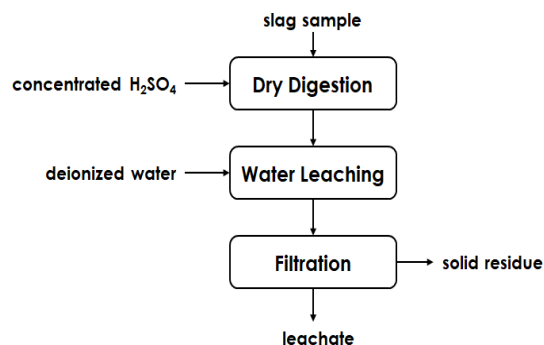 slag sample
concentrated H₂SO₄
Dry Digestion
deionized water
Water Leaching
Filtration
solid residue
leachate